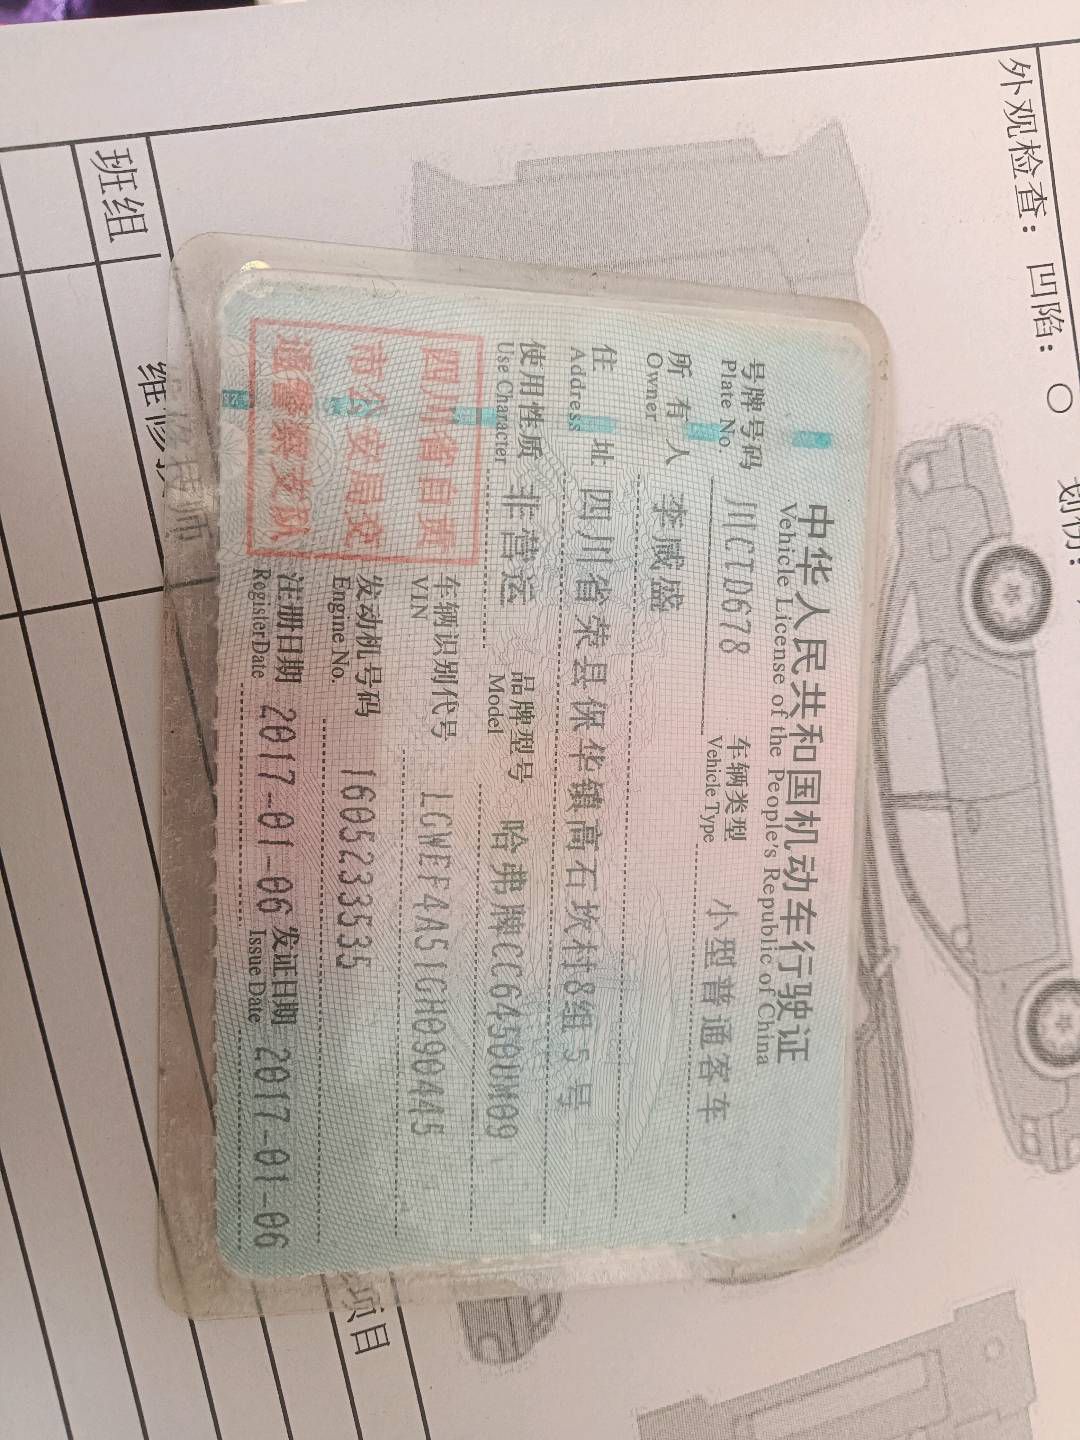 中华人民共和国机动车行驶证
Vehicle License of the People's Republic of China
号牌号码 川CTD678 车辆类型 小型普通客车
Plate No. Vehicle Type
所有人 李威盛
Owner
住址 四川省荣县保华镇高石坎村8组5号
Address
使用性质 非营运 品牌型号 哈弗牌CC6450UM09
Use Character Model
四川省自贡
市公安局交
通警察支队
车辆识别代号 LGWEF4A51GH090445
VIN
发动机号码 1605233535
Engine No.
注册日期 2017-01-06 发证日期 2017-01-06
Register Date Issue Date
外观检查: 凹陷: ○ 划伤:
班组
维修技师
项目